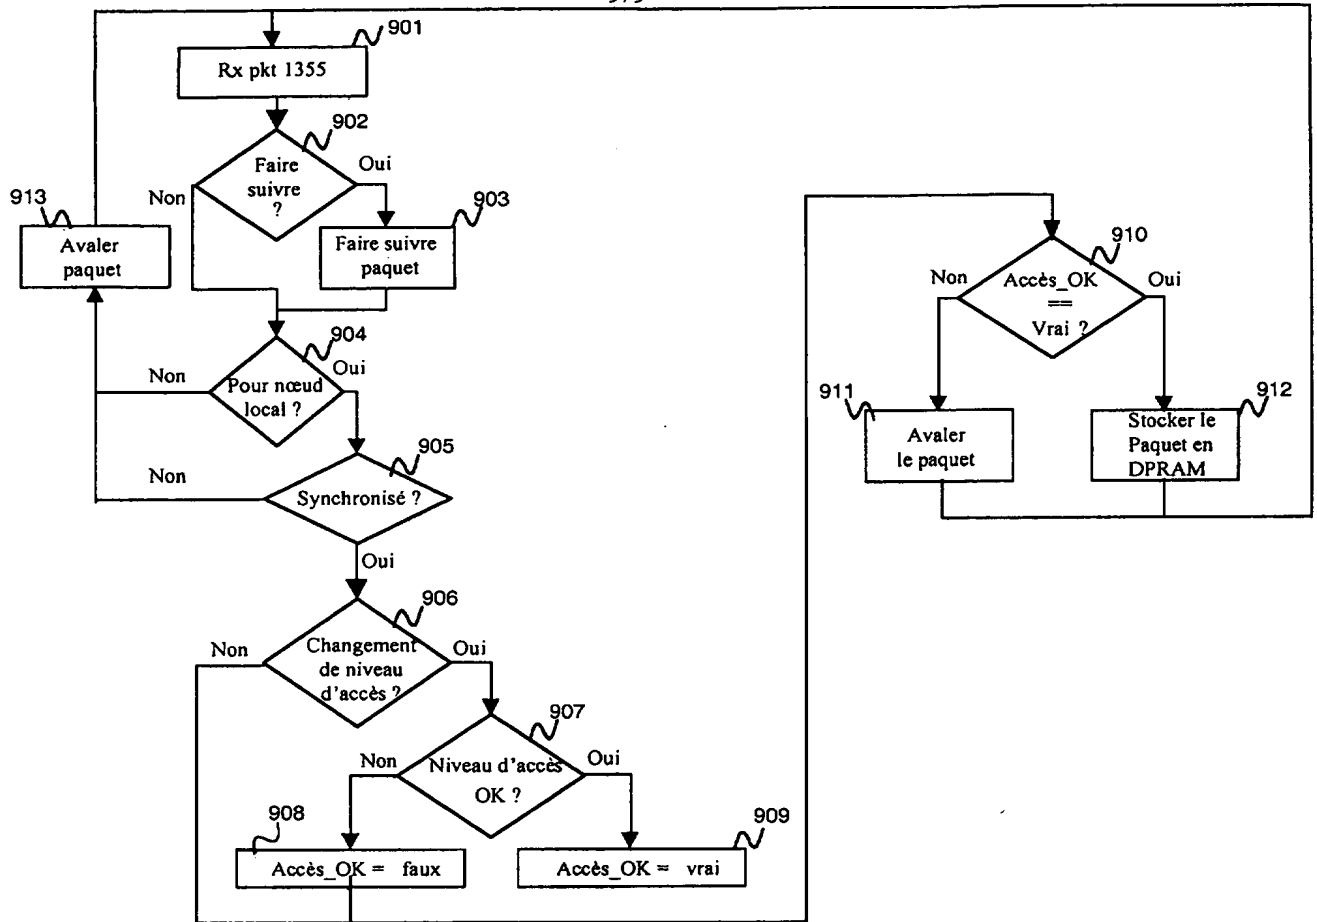 901
Rx pkt 1355
902
Faire
suivre
?
Oui
Non
903
Faire suivre
paquet
913
Avaler
paquet
904
Pour nœud
local ?
Oui
Non
905
Synchronisé ?
Non
Oui
906
Changement
de niveau
d'accès ?
Non
Oui
907
Niveau d'accès
OK ?
Non
Oui
908
Accès_OK = faux
909
Accès_OK = vrai
910
Accès_OK
==
Vrai ?
Non
Oui
911
Avaler
le paquet
912
Stocker le
Paquet en
DPRAM